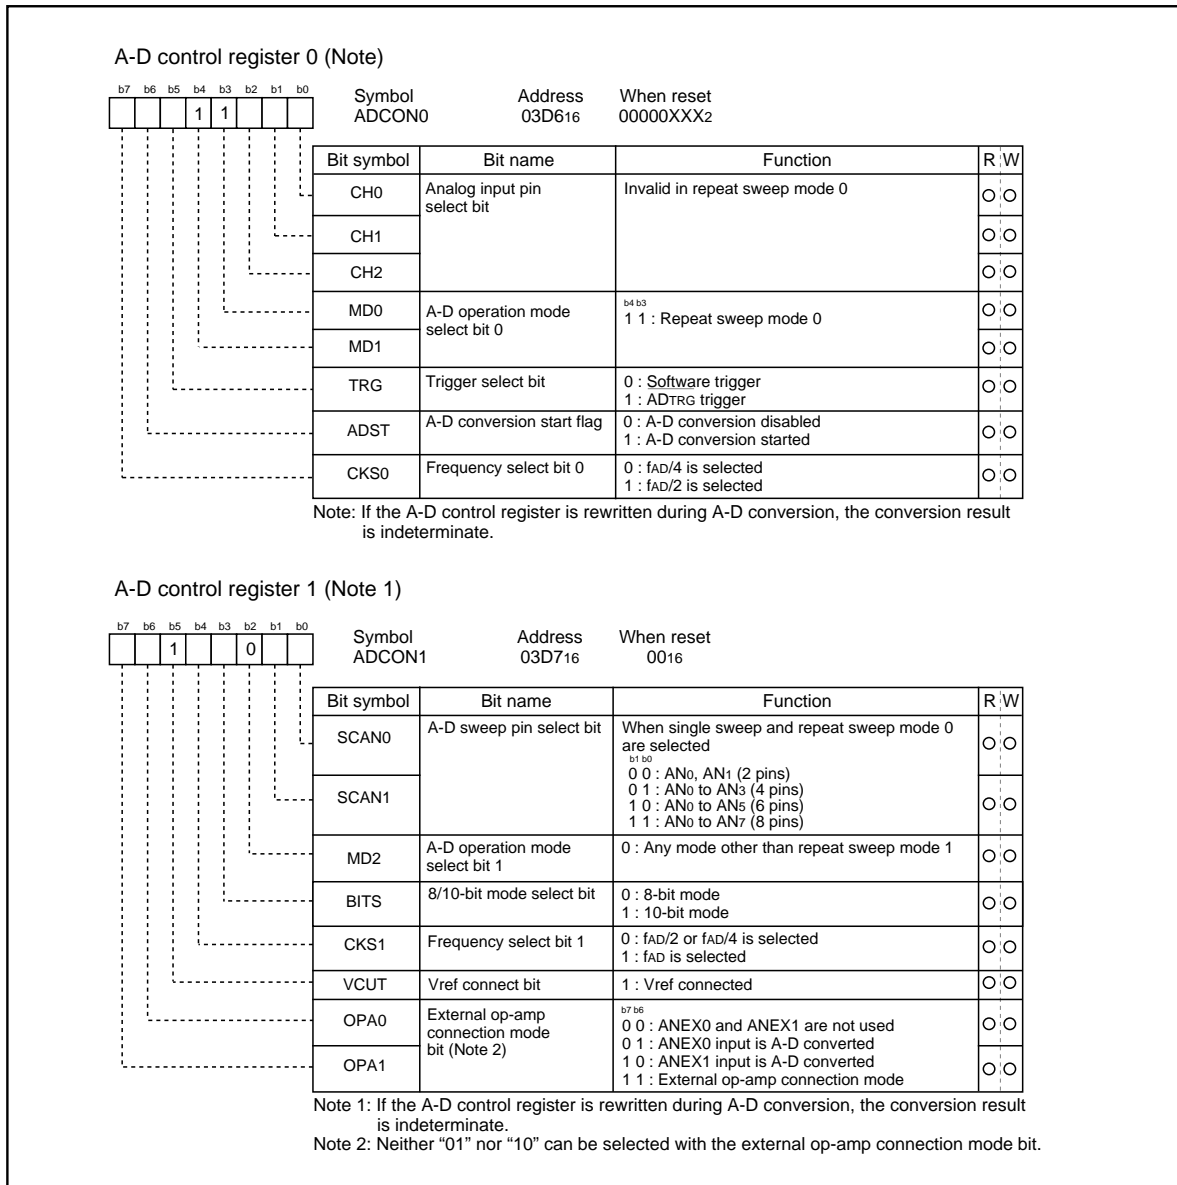 A-D control register 0 (Note)
b7 b6 b5 b4 b3 b2 b1 b0
1 1
Symbol Address When reset
ADCON0 03D616 00000XXX2
Bit symbol Bit name Function R W
CH0 Analog input pin select bit Invalid in repeat sweep mode 0
CH1
CH2
MD0 A-D operation mode select bit 0 b4 b3
1 1 : Repeat sweep mode 0
MD1
TRG Trigger select bit 0 : Software trigger
1 : ADTRG trigger
ADST A-D conversion start flag 0 : A-D conversion disabled
1 : A-D conversion started
CKS0 Frequency select bit 0 0 : fAD/4 is selected
1 : fAD/2 is selected
Note: If the A-D control register is rewritten during A-D conversion, the conversion result
is indeterminate.
A-D control register 1 (Note 1)
b7 b6 b5 b4 b3 b2 b1 b0
1 0
Symbol Address When reset
ADCON1 03D716 0016
Bit symbol Bit name Function R W
SCAN0 A-D sweep pin select bit When single sweep and repeat sweep mode 0
are selected
b1 b0
0 0 : AN0, AN1 (2 pins)
0 1 : AN0 to AN3 (4 pins)
SCAN1
1 0 : AN0 to AN5 (6 pins)
1 1 : AN0 to AN7 (8 pins)
MD2 A-D operation mode select bit 1 0 : Any mode other than repeat sweep mode 1
BITS 8/10-bit mode select bit 0 : 8-bit mode
1 : 10-bit mode
CKS1 Frequency select bit 1 0 : fAD/2 or fAD/4 is selected
1 : fAD is selected
VCUT Vref connect bit 1 : Vref connected
OPA0 External op-amp connection mode bit (Note 2) b7 b6
0 0 : ANEX0 and ANEX1 are not used
0 1 : ANEX0 input is A-D converted
OPA1
1 0 : ANEX1 input is A-D converted
1 1 : External op-amp connection mode
Note 1: If the A-D control register is rewritten during A-D conversion, the conversion result
is indeterminate.
Note 2: Neither “01” nor “10” can be selected with the external op-amp connection mode bit.